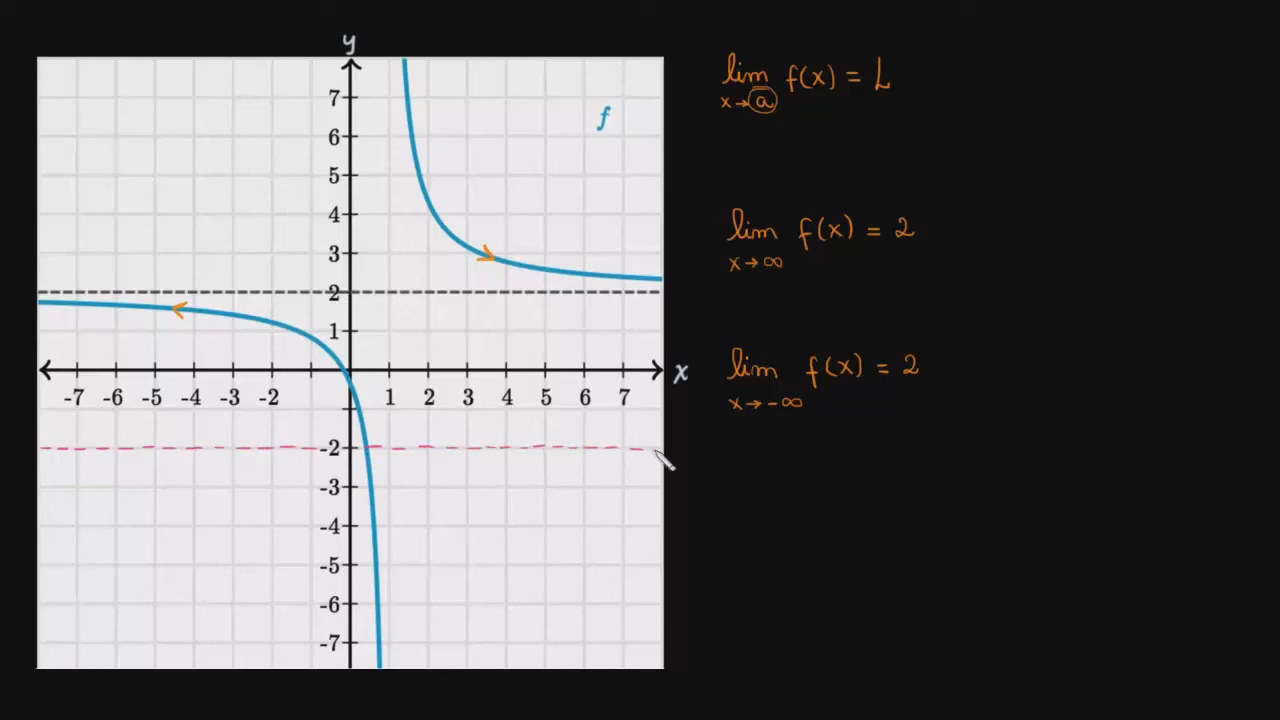 y
lim f(x) = L
x→a
f
7
6
5
4
3
2
1
lim f(x) = 2
x→∞
lim f(x) = 2
x→-∞
x
-7 -6 -5 -4 -3 -2 1 2 3 4 5 6 7
-2
-3
-4
-5
-6
-7